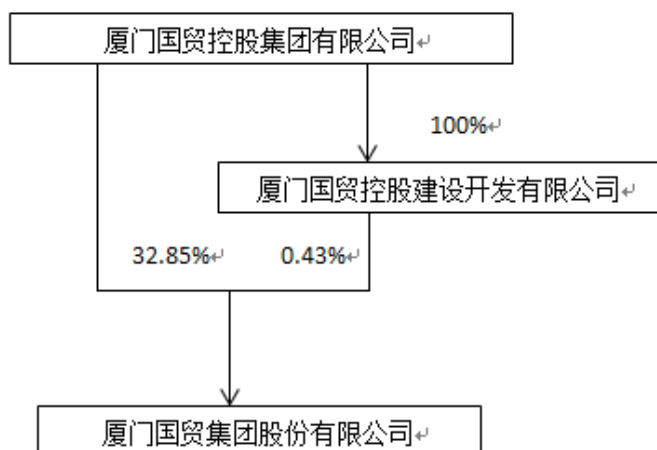 厦门国贸控股集团有限公司
100%
厦门国贸控股建设开发有限公司
32.85% 0.43%
厦门国贸集团股份有限公司